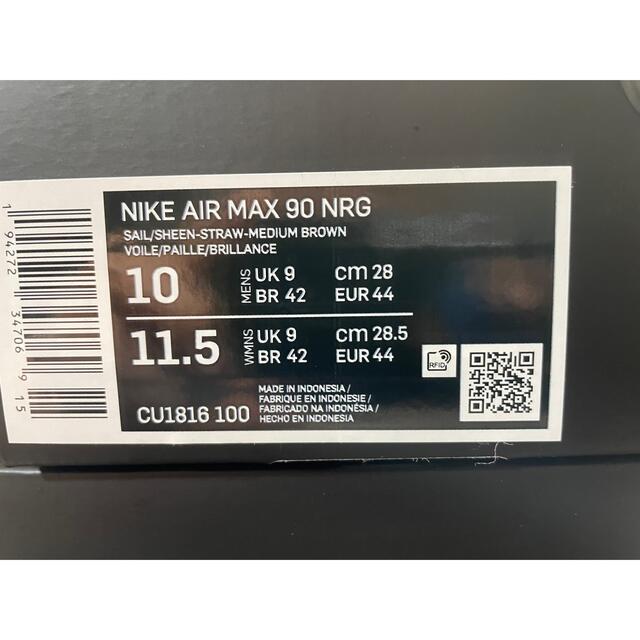 NIKE AIR MAX 90 NRG
SAIL/SHEEN-STRAW-MEDIUM BROWN
VOILE/PAILLE/BRILLANCE
10 MENS UK 9 cm 28
BR 42 EUR 44
11.5 WMNS UK 9 cm 28.5
BR 42 EUR 44
CU1816 100
MADE IN INDONESIA /
FABRIQUE EN INDONESIE /
FABRICADO NA INDONÉSIA /
HECHO EN INDONESIA
RFID
1 94272 34706 9 15